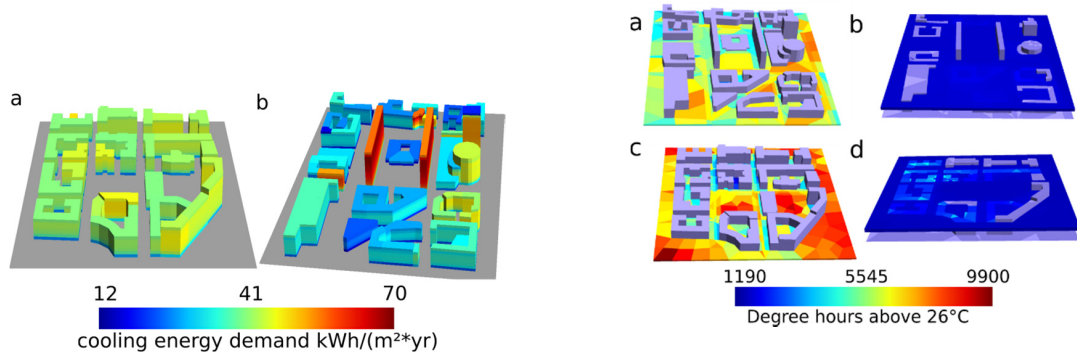 a
b
12 41 70
cooling energy demand kWh/(m²*yr)
a b
c d
1190 5545 9900
Degree hours above 26°C